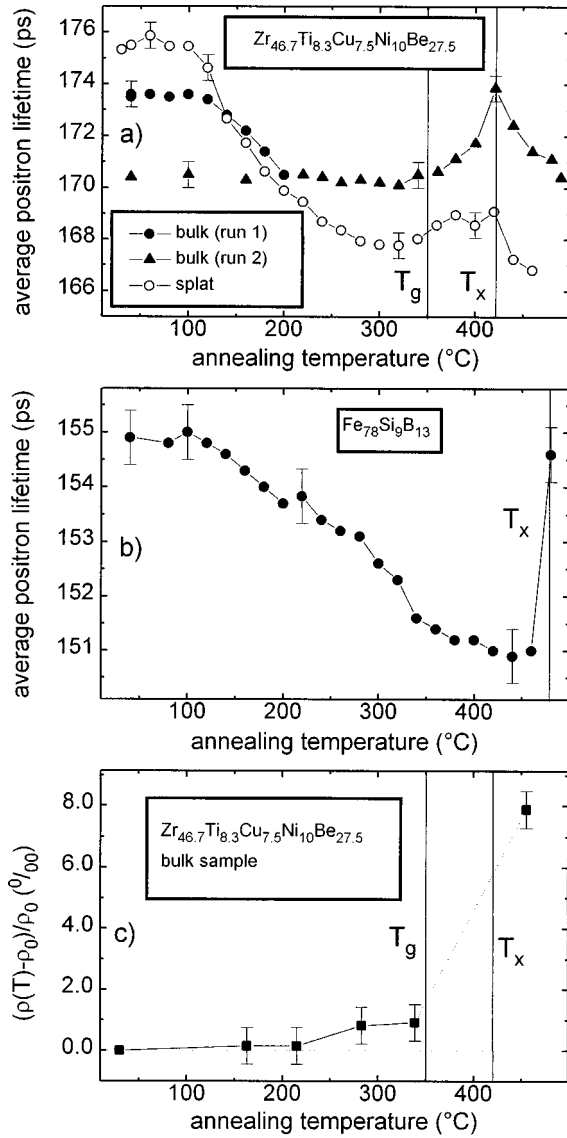 Zr46.7Ti8.3Cu7.5Ni10Be27.5
average positron lifetime (ps)
176
174
172
170
168
166
a)
bulk (run 1)
bulk (run 2)
splat
Tg
Tx
100
200
300
400
annealing temperature (°C)
Fe78Si9B13
average positron lifetime (ps)
155
154
153
152
151
b)
Tx
100
200
300
400
annealing temperature (°C)
(ρ(T)-ρ0)/ρ0 (0/00)
8.0
6.0
4.0
2.0
0.0
Zr46.7Ti8.3Cu7.5Ni10Be27.5
bulk sample
c)
Tg
Tx
100
200
300
400
annealing temperature (°C)